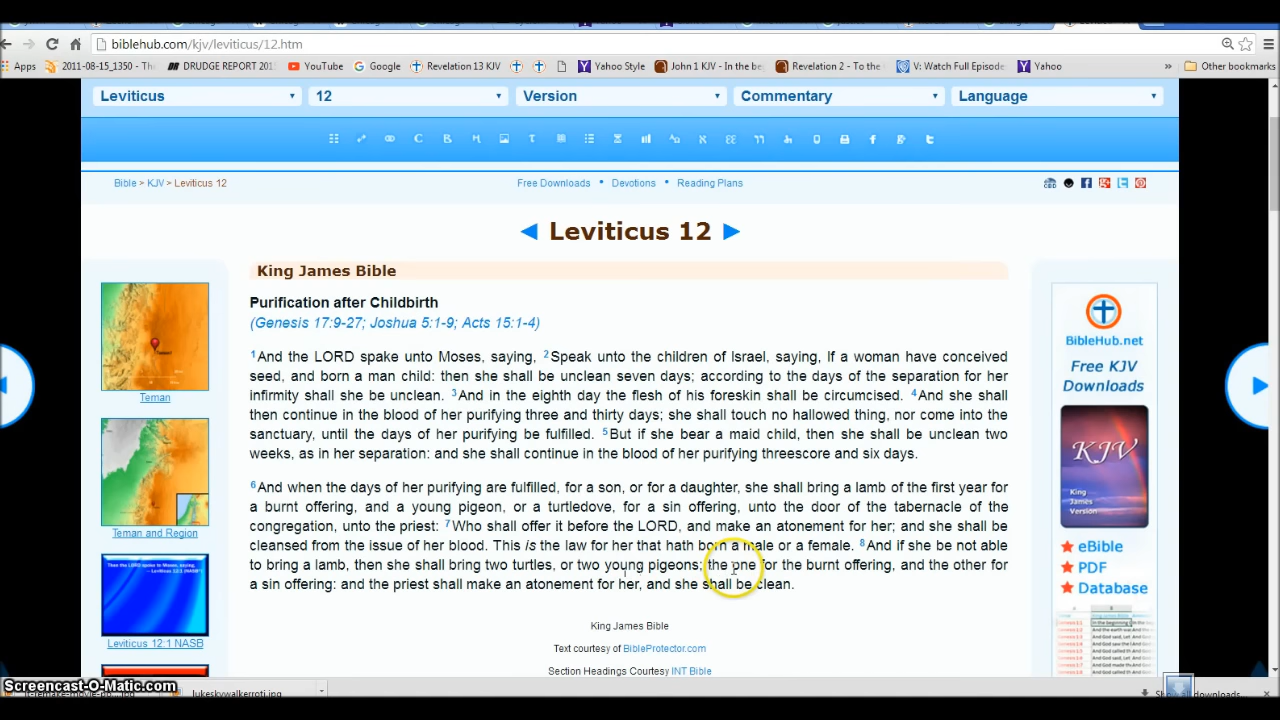 biblehub.com/kjv/leviticus/12.htm
Apps 2011-08-15_1350 - Th DRUDGE REPORT 201 YouTube Google Revelation 13 KJV Yahoo Style John 1 KJV - In the be Revelation 2 - To the V: Watch Full Episode Yahoo » Other bookmarks
Leviticus 12 Version Commentary Language
Bible > KJV > Leviticus 12 Free Downloads • Devotions • Reading Plans
Leviticus 12
King James Bible
Purification after Childbirth
(Genesis 17:9-27; Joshua 5:1-9; Acts 15:1-4)
1And the LORD spake unto Moses, saying, 2Speak unto the children of Israel, saying, If a woman have conceived
seed, and born a man child: then she shall be unclean seven days; according to the days of the separation for her
infirmity shall she be unclean. 3And in the eighth day the flesh of his foreskin shall be circumcised. 4And she shall
then continue in the blood of her purifying three and thirty days; she shall touch no hallowed thing, nor come into the
sanctuary, until the days of her purifying be fulfilled. 5But if she bear a maid child, then she shall be unclean two
weeks, as in her separation: and she shall continue in the blood of her purifying threescore and six days.
6And when the days of her purifying are fulfilled, for a son, or for a daughter, she shall bring a lamb of the first year for
a burnt offering, and a young pigeon, or a turtledove, for a sin offering, unto the door of the tabernacle of the
congregation, unto the priest: 7Who shall offer it before the LORD, and make an atonement for her; and she shall be
cleansed from the issue of her blood. This is the law for her that hath born a male or a female. 8And if she be not able
to bring a lamb, then she shall bring two turtles, or two young pigeons; the one for the burnt offering, and the other for
a sin offering: and the priest shall make an atonement for her, and she shall be clean.
King James Bible
Text courtesy of BibleProtector.com
Section Headings Courtesy INT Bible
Teman
Teman and Region
Leviticus 12:1 NASB
BibleHub.net
Free KJV
Downloads
KJV
King
James
Version
eBible
PDF
Database
Screencast-O-Matic.com
lukeskywalkerrotj.jpg
Show all downloads...